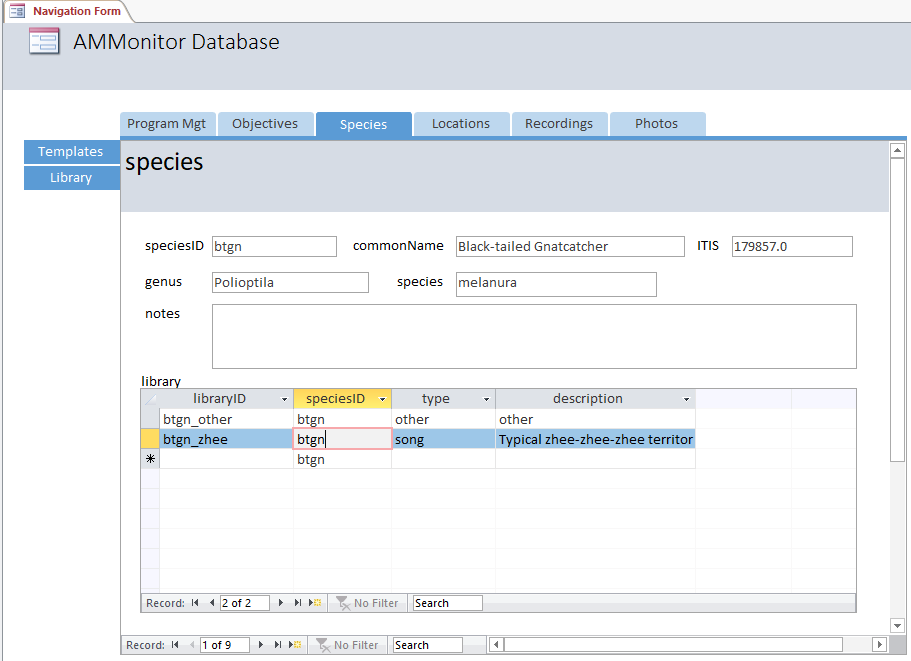 Navigation Form
AMMonitor Database
Program Mgt Objectives Species Locations Recordings Photos
Templates
Library
species
speciesID btgn commonName Black-tailed Gnatcatcher ITIS 179857.0
genus Polioptila species melanura
notes
library
libraryID speciesID type description
btgn_other btgn other other
btgn_zhee btgn song Typical zhee-zhee-zhee territor
btgn
Record: 2 of 2 No Filter Search
Record: 1 of 9 No Filter Search